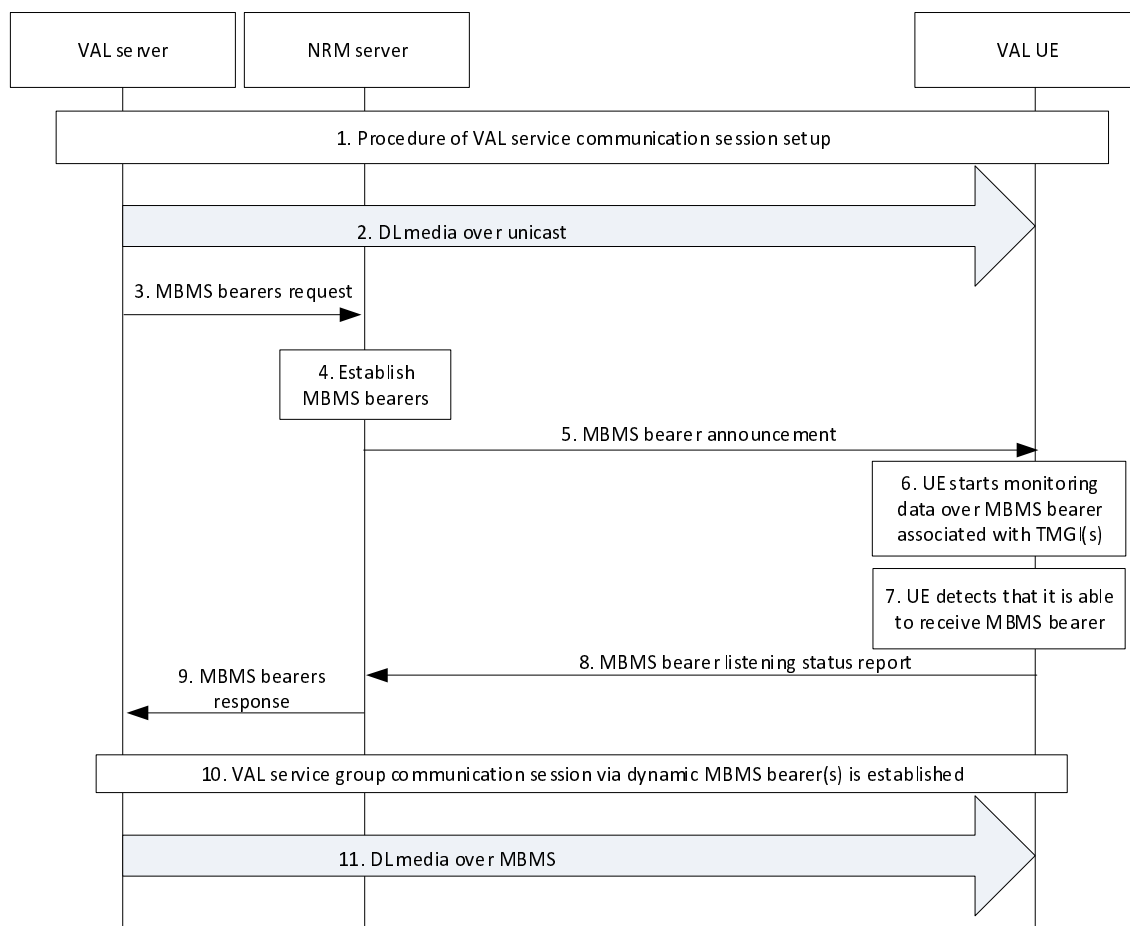 VAL server
NRM server
VAL UE
1. Procedure of VAL service communication session setup
2. DL media over unicast
3. MBMS bearers request
4. Establish
MBMS bearers
5. MBMS bearer announcement
6. UE starts monitoring
data over MBMS bearer
associated with TMGI(s)
7. UE detects that it is able
to receive MBMS bearer
8. MBMS bearer listening status report
9. MBMS bearers
response
10. VAL service group communication session via dynamic MBMS bearer(s) is established
11. DL media over MBMS